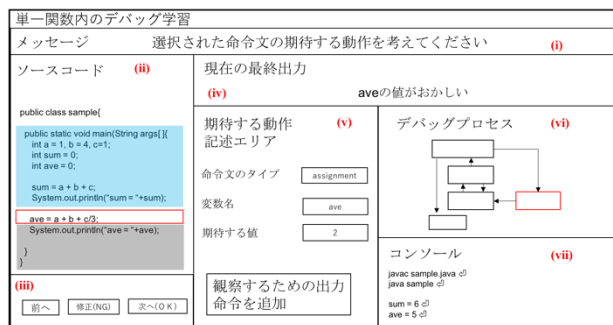 単一関数内のデバッグ学習
メッセージ 選択された命令文の期待する動作を考えてください (i)
ソースコード (ii)
public class sample{
public static void main(String args[]{
int a = 1, b = 4, c=1;
int sum = 0;
int ave = 0;
sum = a + b + c;
System.out.println("sum = "+sum);
ave = a + b + c/3;
System.out.println("ave = "+ave);
}
}
(iii)
前へ 修正(NG) 次へ(OK)
現在の最終出力
(iv) aveの値がおかしい
期待する動作 (v)
記述エリア
命令文のタイプ assignment
変数名 ave
期待する値 2
観察するための出力
命令を追加
デバッグプロセス (vi)
コンソール (vii)
javac sample.java ⏎
java sample ⏎
sum = 6 ⏎
ave = 5 ⏎